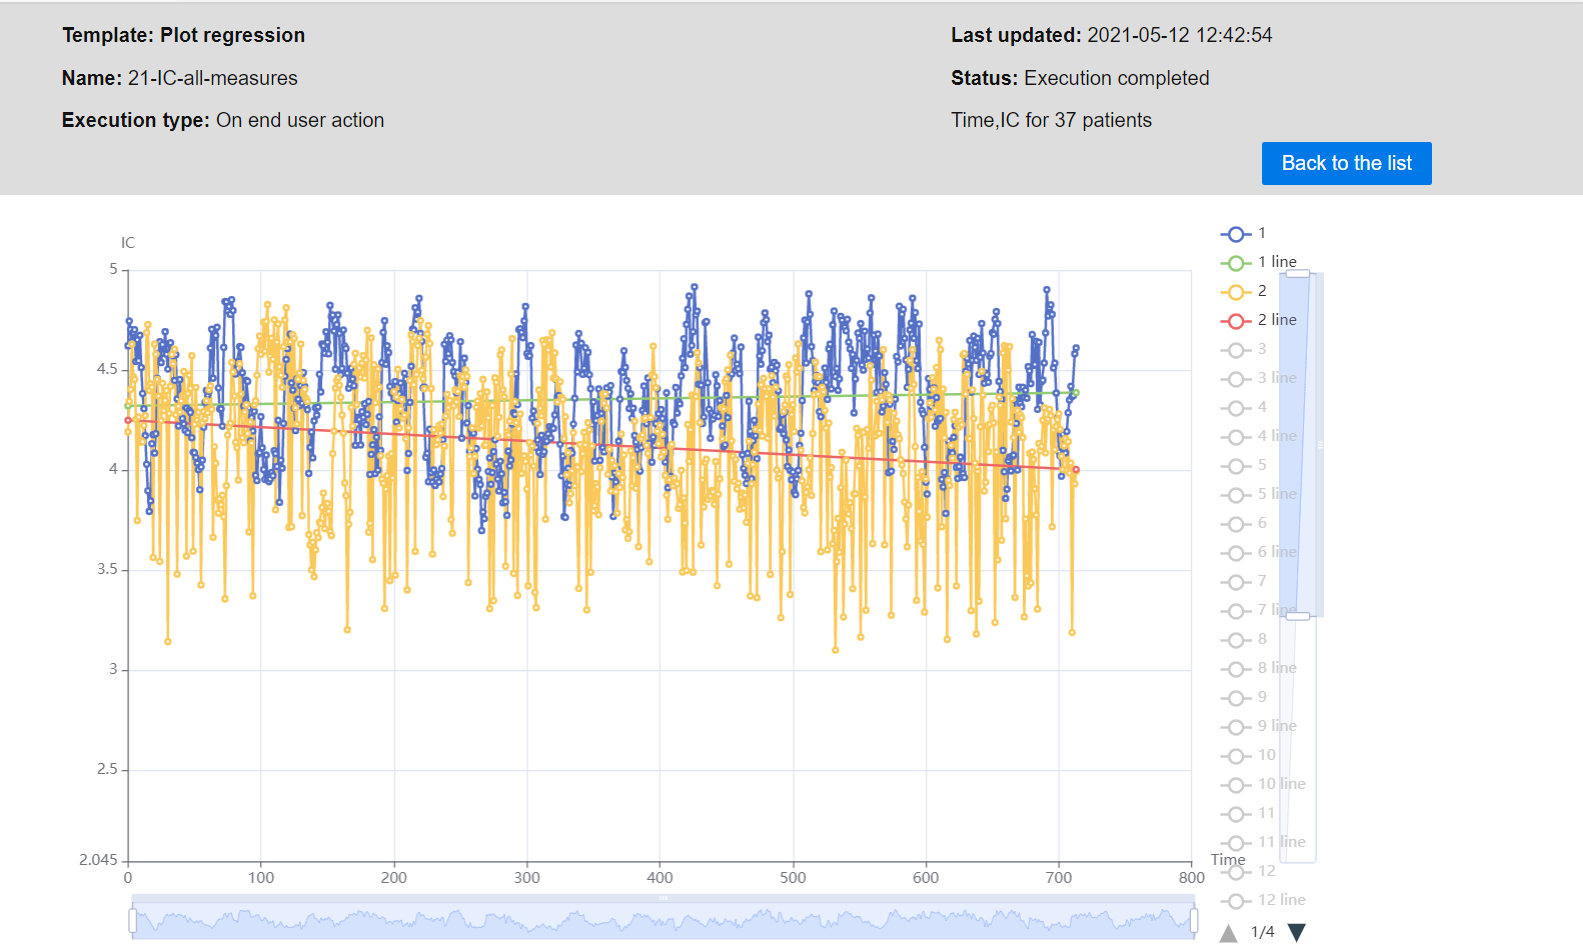 Template: Plot regression
Last updated: 2021-05-12 12:42:54
Name: 21-IC-all-measures
Status: Execution completed
Execution type: On end user action
Time,IC for 37 patients
Back to the list
IC
5
4.5
4
3.5
3
2.5
2.045
0
100
200
300
400
500
600
700
800
Time
1
1 line
2
2 line
3
3 line
4
4 line
5
5 line
6
6 line
7
7 line
8
8 line
9
9 line
10
10 line
11
11 line
12
12 line
1/4